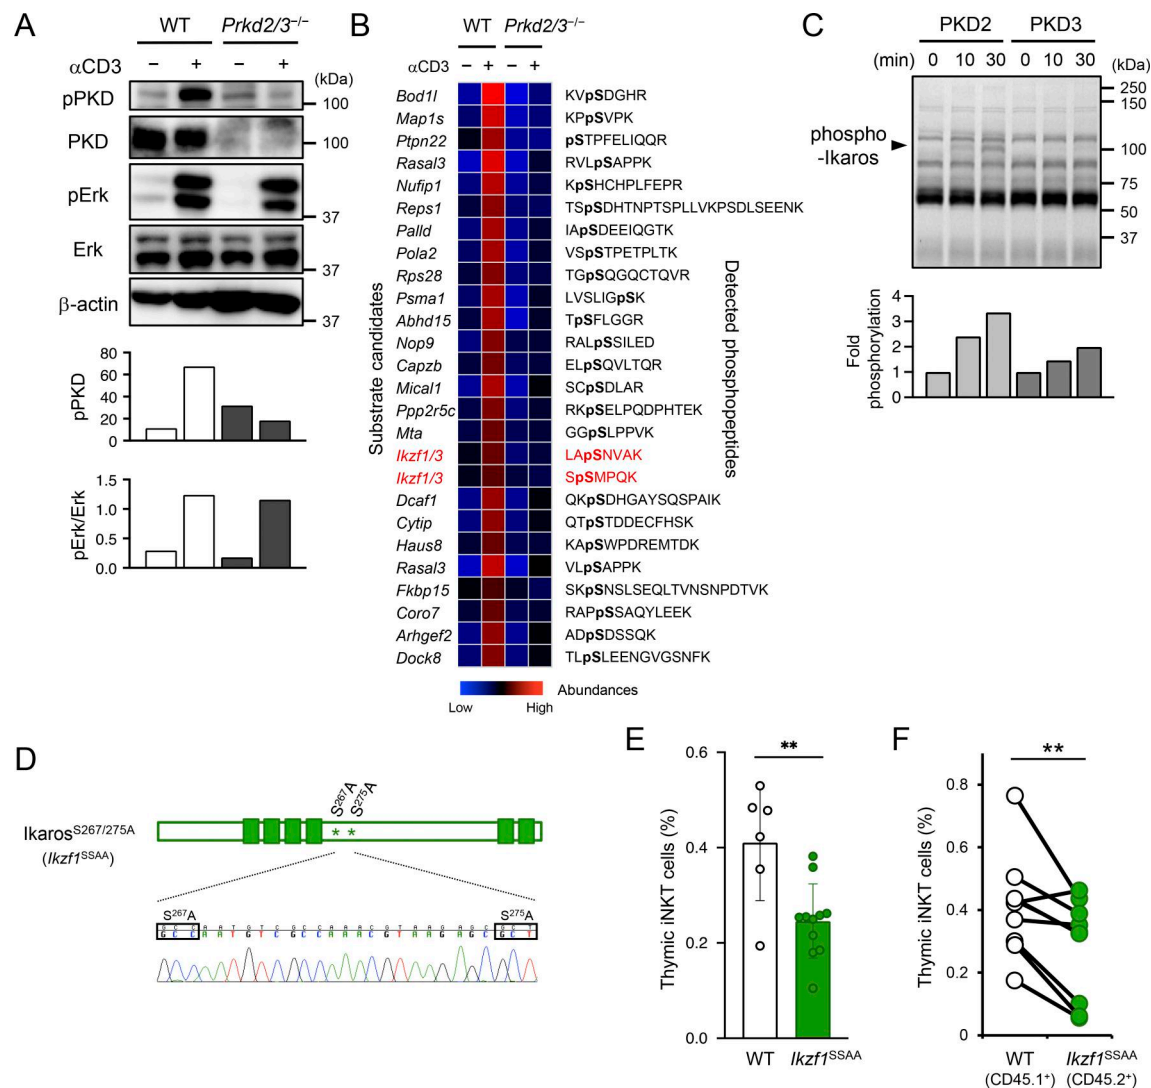 A
WT Prkd2/3–/–
αCD3 – + – + (kDa)
pPKD 100
PKD 100
pErk 37
Erk 37
β-actin 37
pPKD
80
60
40
20
0
pErk/Erk
1.5
1.0
0.5
0.0
B
WT Prkd2/3–/–
αCD3 – + – +
Substrate candidates
Detected phosphopeptides
Bod1l KVpSDGHR
Map1s KPpSVPK
Ptpn22 pSTPFELIQQR
Rasal3 RVLpSAPPK
Nufip1 KpSHCHPLFEPR
Reps1 TSpSDHTNPTSPLLVKPSDLSEENK
Palld IApSDEEIQGTK
Pola2 VSpSTPETPLTK
Rps28 TGpSQGQCTQVR
Psma1 LVSLIGpSK
Abhd15 TpSFLGGR
Nop9 RALpSSILED
Capzb ELpSQVLTQR
Mical1 SCpSDLAR
Ppp2r5c RKpSELPQDPHTEK
Mta GGpSLPPVK
Ikzf1/3 LApSNVAK
Ikzf1/3 SpSMPQK
Dcaf1 QKpSDHGAYSQSPAIK
Cytip QTpSTDDECFHSK
Haus8 KApSWPDREMTDK
Rasal3 VLpSAPPK
Fkbp15 SKpSNSLSEQLTVNSNPDTVK
Coro7 RAPpSSAQYLEEK
Arhgef2 ADpSDSSQK
Dock8 TLpSLEENGVGSNFK
Abundances
Low High
C
PKD2 PKD3
(min) 0 10 30 0 10 30 (kDa)
250
150
phospho
-Ikaros
100
75
50
37
Fold
phosphorylation
4
3
2
1
0
D
S267A
S275A
IkarosS267/275A
(Ikzf1SSAA)
S267A S275A
GCCAATGTCGCCAAACGTAAGAGCGCT
GCCAATGTCGCCAAACGTAAGAGCGCT
E
**
Thymic iNKT cells (%)
0.6
0.4
0.2
0.0
WT Ikzf1SSAA
F
**
Thymic iNKT cells (%)
0.8
0.6
0.4
0.2
0
WT Ikzf1SSAA
(CD45.1+) (CD45.2+)